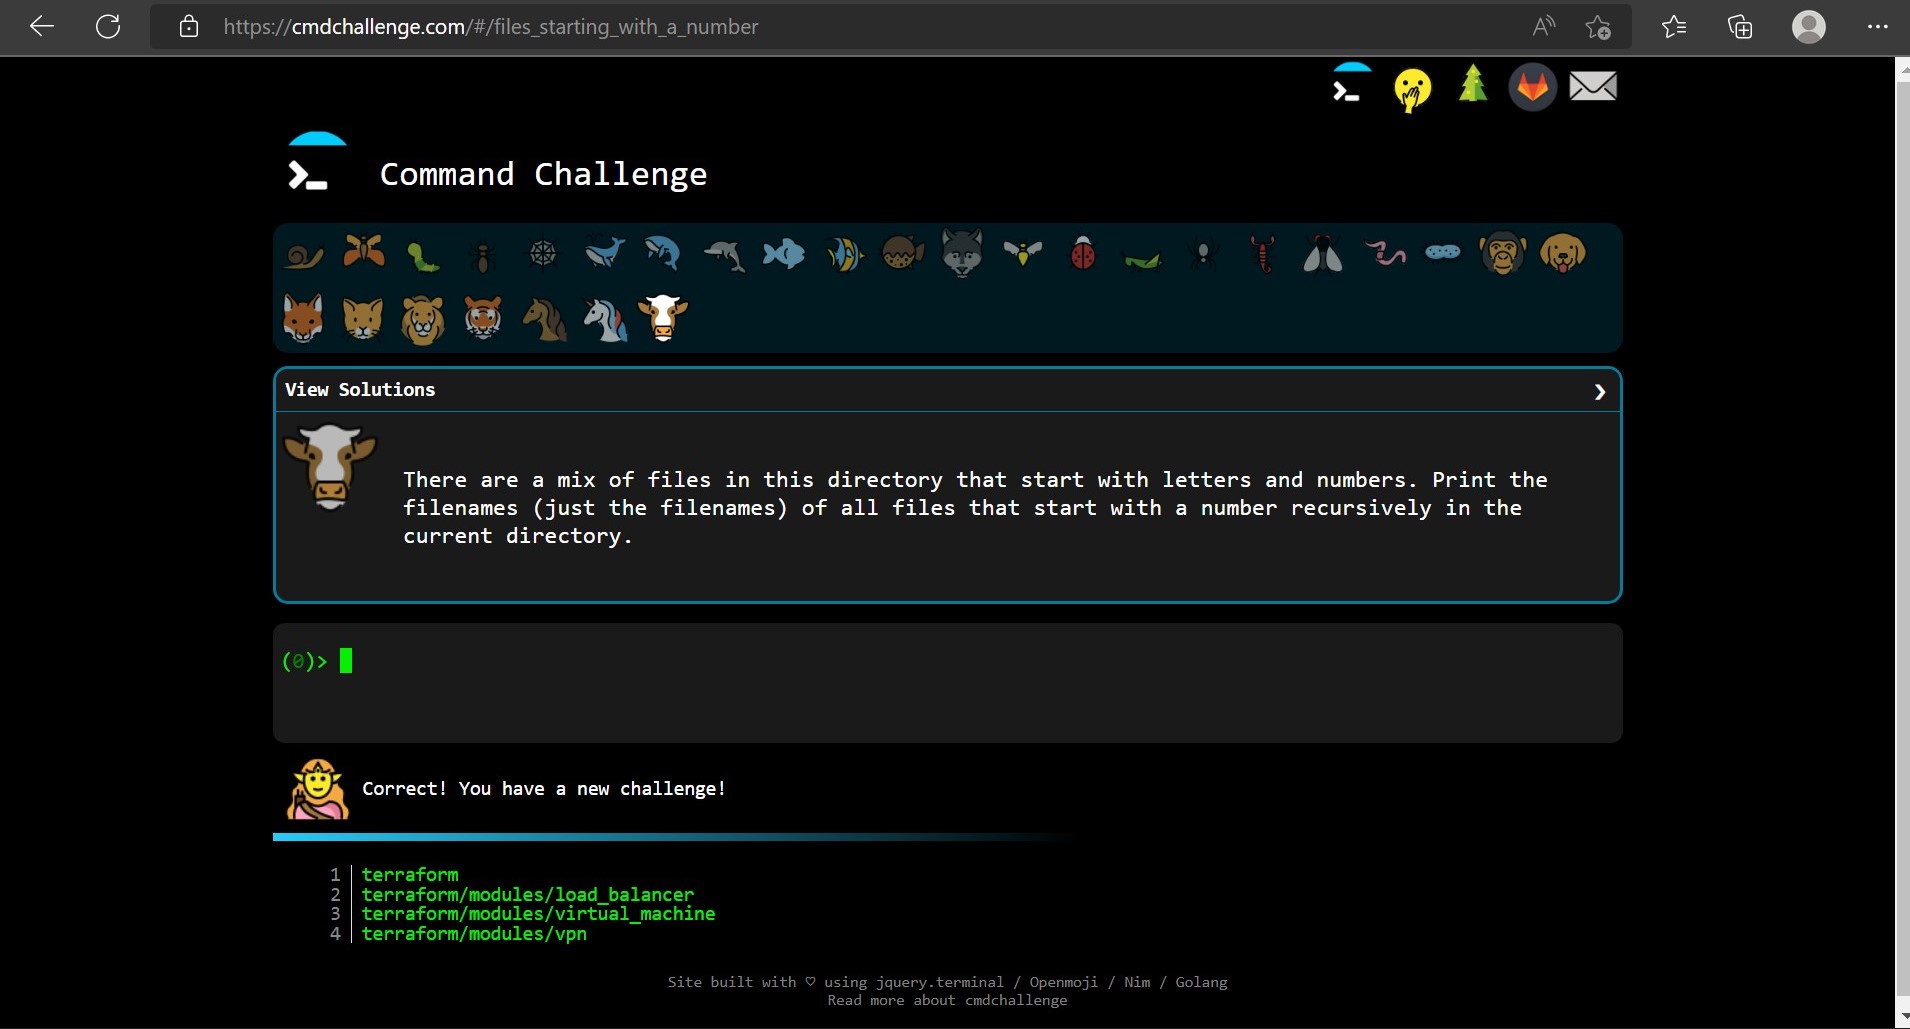 https://cmdchallenge.com/#/files_starting_with_a_number
Command Challenge
View Solutions
There are a mix of files in this directory that start with letters and numbers. Print the
filenames (just the filenames) of all files that start with a number recursively in the
current directory.
(0)>
Correct! You have a new challenge!
1 terraform
2 terraform/modules/load_balancer
3 terraform/modules/virtual_machine
4 terraform/modules/vpn
Site built with ♡ using jquery.terminal / Openmoji / Nim / Golang
Read more about cmdchallenge